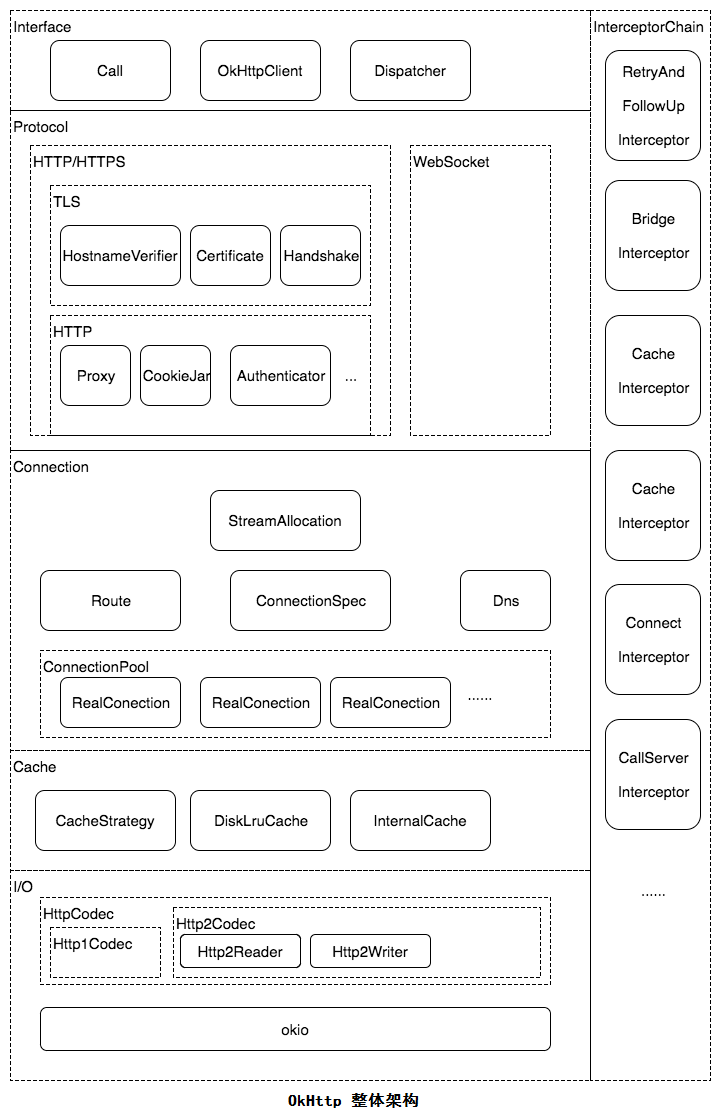 Interface
Call
OkHttpClient
Dispatcher
Protocol
HTTP/HTTPS
TLS
HostnameVerifier
Certificate
Handshake
HTTP
Proxy
CookieJar
Authenticator
...
WebSocket
Connection
StreamAllocation
Route
ConnectionSpec
Dns
ConnectionPool
RealConection
RealConection
RealConection
......
Cache
CacheStrategy
DiskLruCache
InternalCache
I/O
HttpCodec
Http1Codec
Http2Codec
Http2Reader
Http2Writer
okio
InterceptorChain
RetryAnd
FollowUp
Interceptor
Bridge
Interceptor
Cache
Interceptor
Cache
Interceptor
Connect
Interceptor
CallServer
Interceptor
......
OkHttp 整体架构